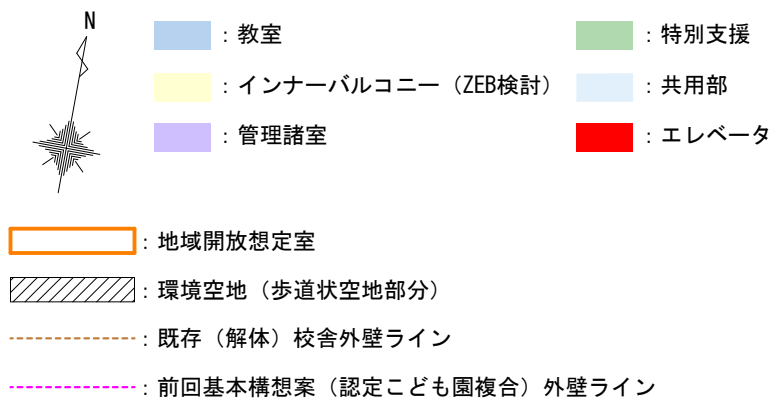 N
：教室
：特別支援
：インナーバルコニー（ZEB検討）
：共用部
：管理諸室
：エレベータ
：地域開放想定室
：環境空地（歩道状空地部分）
：既存（解体）校舎外壁ライン
：前回基本構想案（認定こども園複合）外壁ライン